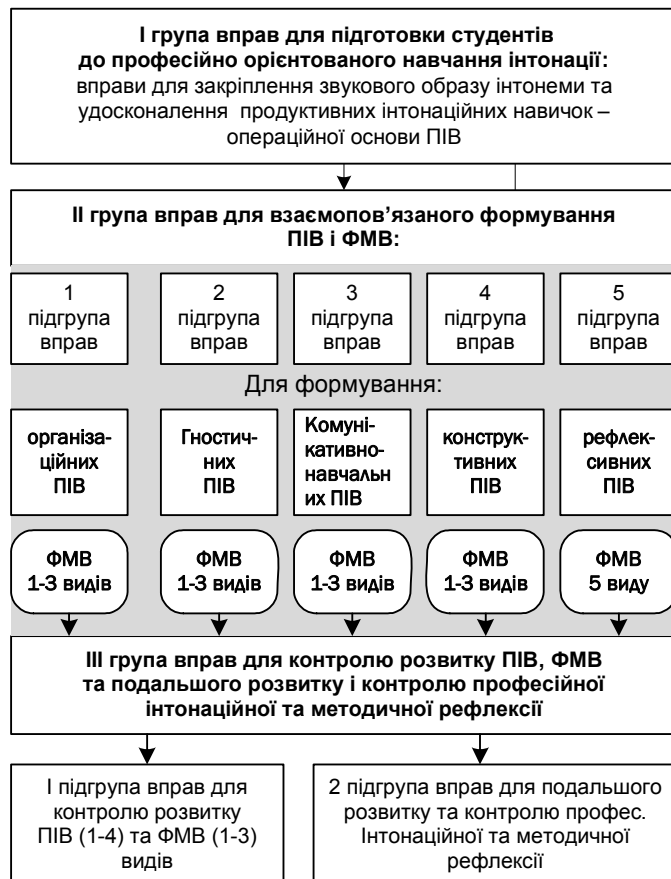 І група вправ для підготовки студентів
до професійно орієнтованого навчання інтонації:
вправи для закріплення звукового образу інтонеми та
удосконалення продуктивних інтонаційних навичок –
операційної основи ПІВ
ІІ група вправ для взаємопов’язаного формування
ПІВ і ФМВ:
1
підгрупа
вправ
2
підгрупа
вправ
3
підгрупа
вправ
4
підгрупа
вправ
5
підгрупа
вправ
Для формування:
організа-
ційних
ПІВ
Гностич-
них
ПІВ
Комуні-
кативно-
навчальн
их ПІВ
конструк-
тивних
ПІВ
рефлек-
сивних
ПІВ
ФМВ
1-3 видів
ФМВ
1-3 видів
ФМВ
1-3 видів
ФМВ
1-3 видів
ФМВ
5 виду
ІІІ група вправ для контролю розвитку ПІВ, ФМВ
та подальшого розвитку і контролю професійної
інтонаційної та методичної рефлексії
І підгрупа вправ для
контролю розвитку
ПІВ (1-4) та ФМВ (1-3)
видів
2 підгрупа вправ для подальшого
розвитку та контролю профес.
Інтонаційної та методичної
рефлексії